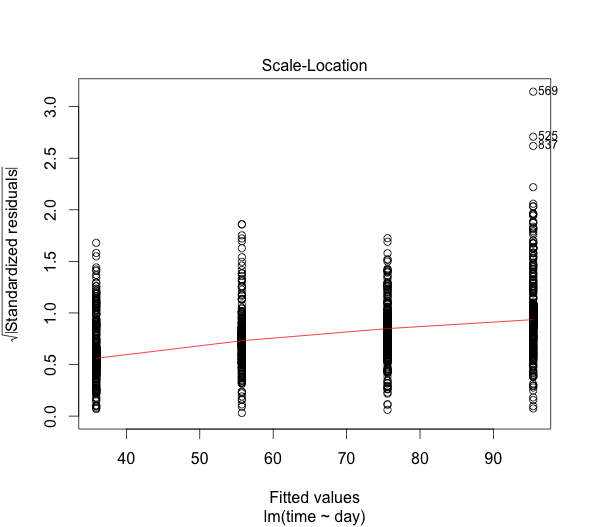 Scale-Location
569
525
837
3.0
2.5
2.0
1.5
1.0
0.5
0.0
√|Standardized residuals|
40 50 60 70 80 90
Fitted values
lm(time ~ day)